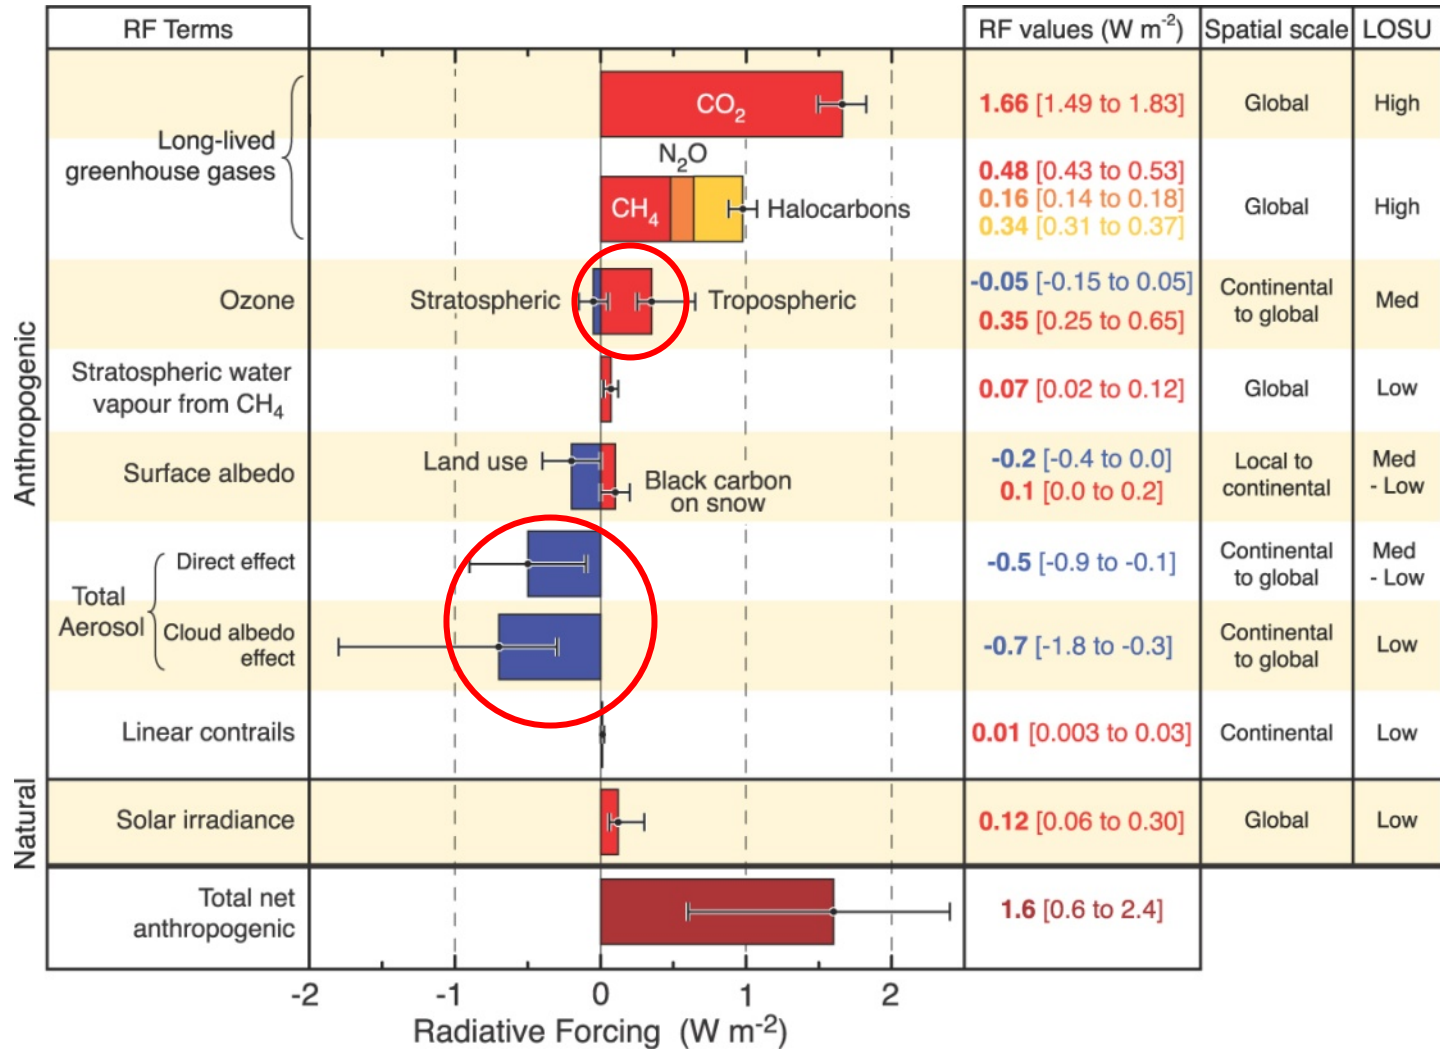 RF Terms
RF values (W m-2)
Spatial scale
LOSU
Anthropogenic
Long-lived
greenhouse gases
CO2
1.66 [1.49 to 1.83]
Global
High
N2O
CH4
Halocarbons
0.48 [0.43 to 0.53]
0.16 [0.14 to 0.18]
0.34 [0.31 to 0.37]
Global
High
Ozone
Stratospheric
Tropospheric
-0.05 [-0.15 to 0.05]
0.35 [0.25 to 0.65]
Continental
to global
Med
Stratospheric water
vapour from CH4
0.07 [0.02 to 0.12]
Global
Low
Surface albedo
Land use
Black carbon
on snow
-0.2 [-0.4 to 0.0]
0.1 [0.0 to 0.2]
Local to
continental
Med
- Low
Total
Aerosol
Direct effect
-0.5 [-0.9 to -0.1]
Continental
to global
Med
- Low
Cloud albedo
effect
-0.7 [-1.8 to -0.3]
Continental
to global
Low
Linear contrails
0.01 [0.003 to 0.03]
Continental
Low
Natural
Solar irradiance
0.12 [0.06 to 0.30]
Global
Low
Total net
anthropogenic
1.6 [0.6 to 2.4]
-2 -1 0 1 2
Radiative Forcing (W m-2)